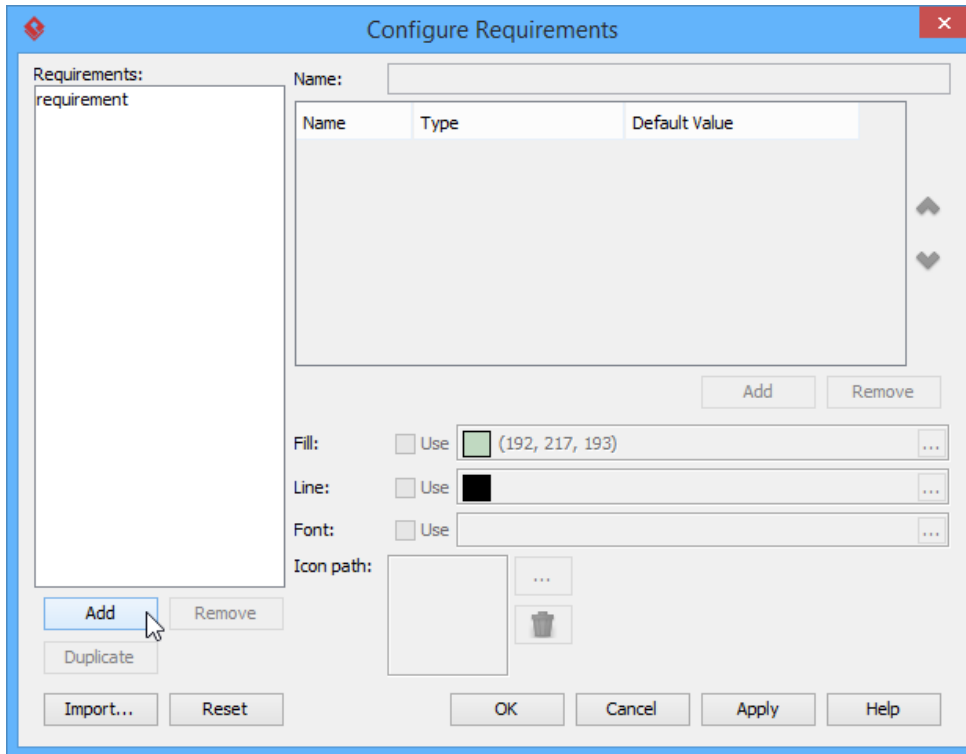 Configure Requirements
Requirements:
requirement
Name:
Name Type Default Value
Add Remove
Fill: Use (192, 217, 193) ...
Line: Use ...
Font: Use ...
Icon path: ...
Add Remove
Duplicate
Import... Reset OK Cancel Apply Help